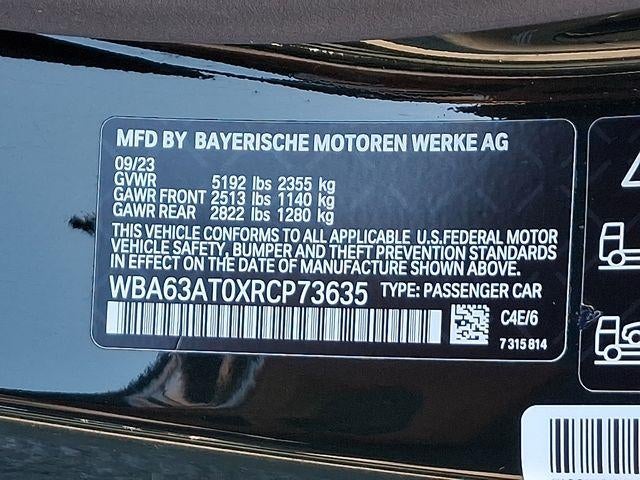 MFD BY BAYERISCHE MOTOREN WERKE AG
09/23
GVWR 5192 lbs 2355 kg
GAWR FRONT 2513 lbs 1140 kg
GAWR REAR 2822 lbs 1280 kg
THIS VEHICLE CONFORMS TO ALL APPLICABLE U.S.FEDERAL MOTOR
VEHICLE SAFETY, BUMPER AND THEFT PREVENTION STANDARDS
IN EFFECT ON THE DATE OF MANUFACTURE SHOWN ABOVE.
WBA63AT0XRCP73635 TYPE: PASSENGER CAR
C4E/6
7315814